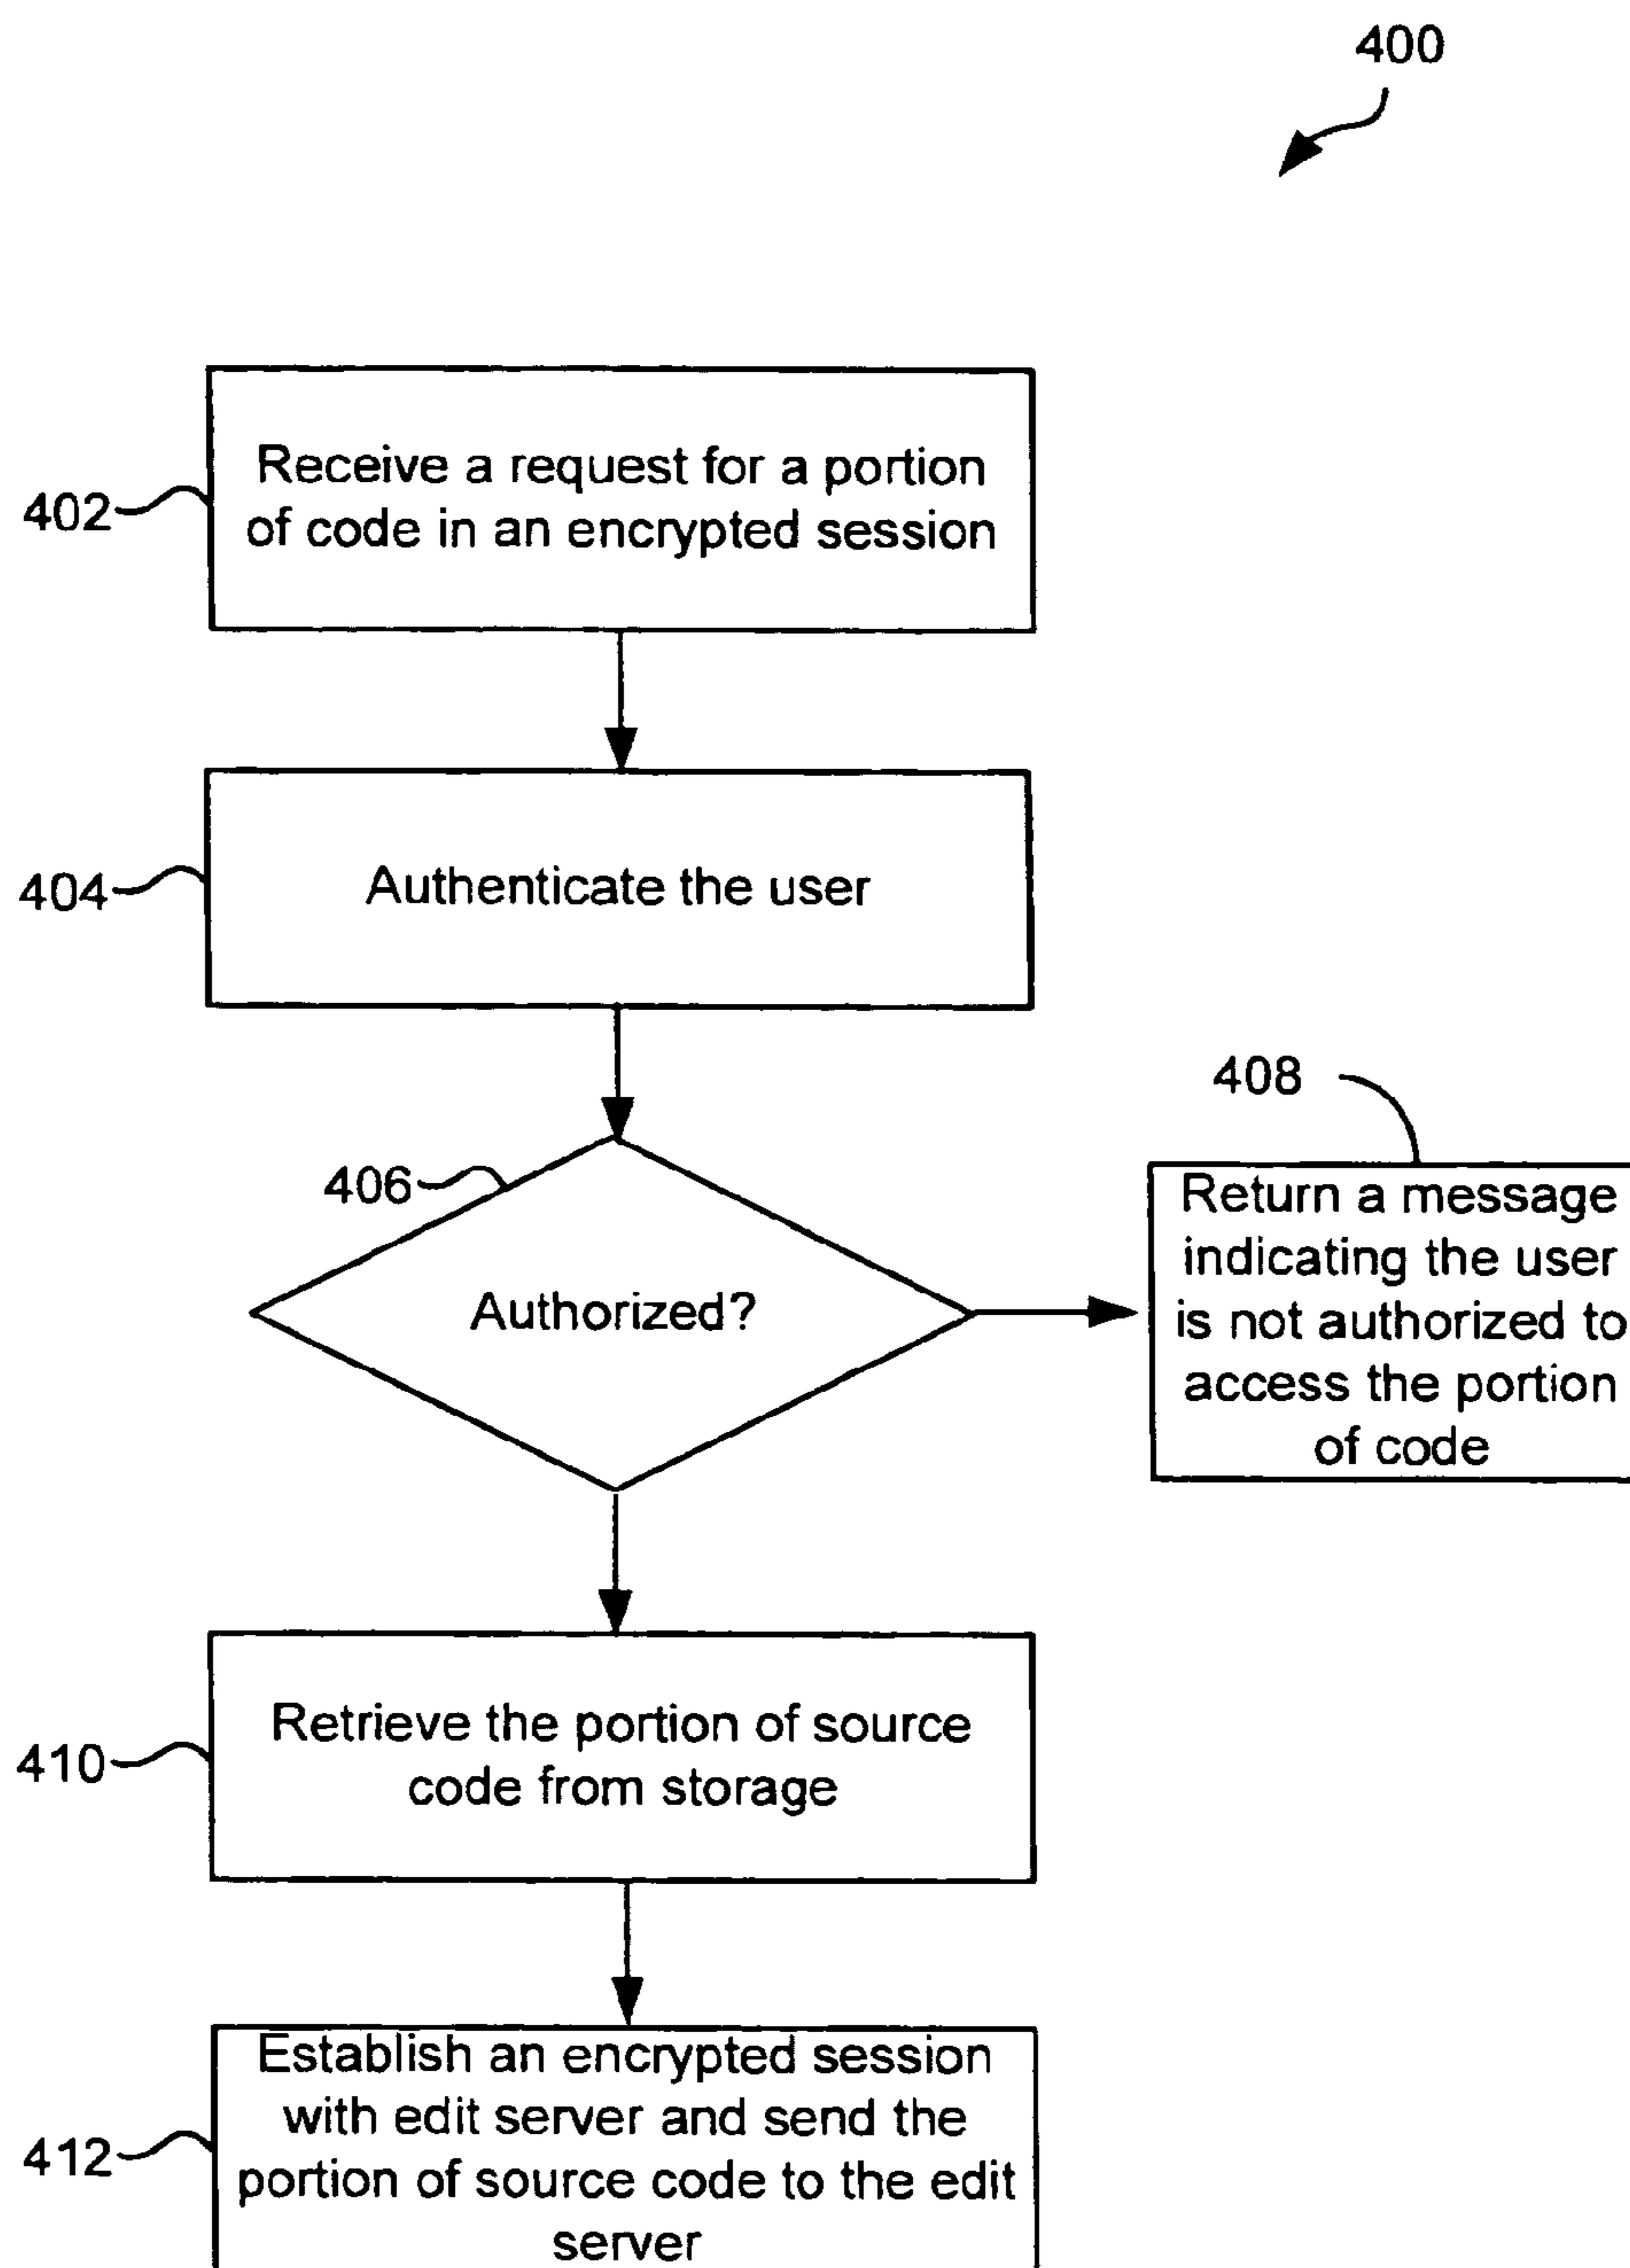 400
402
Receive a request for a portion
of code in an encrypted session
404
Authenticate the user
406
Authorized?
408
Return a message
indicating the user
is not authorized to
access the portion
of code
410
Retrieve the portion of source
code from storage
412
Establish an encrypted session
with edit server and send the
portion of source code to the edit
server